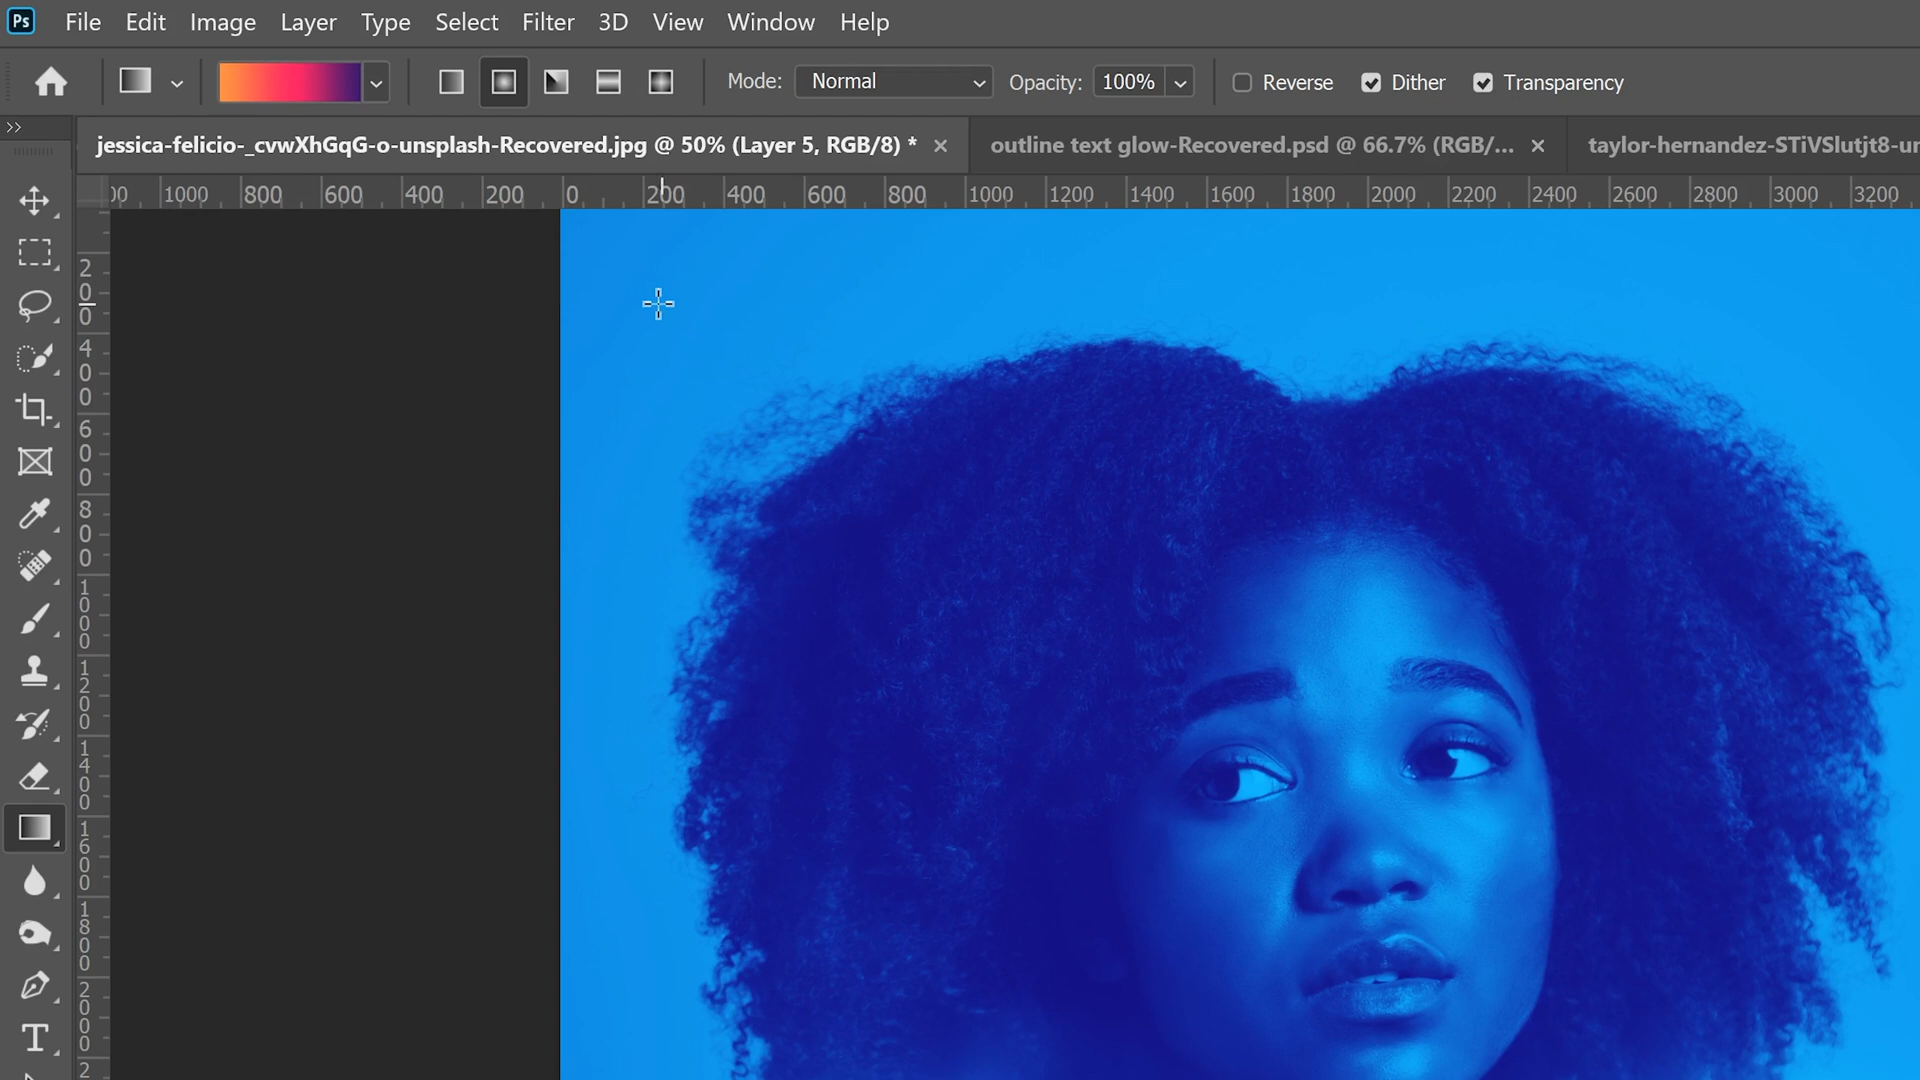 Ps File Edit Image Layer Type Select Filter 3D View Window Help
Mode: Normal Opacity: 100% Reverse Dither Transparency
jessica-felicio-_cvwXhGqG-o-unsplash-Recovered.jpg @ 50% (Layer 5, RGB/8) * × outline text glow-Recovered.psd @ 66.7% (RGB/... × taylor-hernandez-STiVSlutjt8-un
00 1000 800 600 400 200 0 200 400 600 800 1000 1200 1400 1600 1800 2000 2200 2400 2600 2800 3000 3200
200
400
600
800
1000
1200
1400
1600
1800
2000
2
T